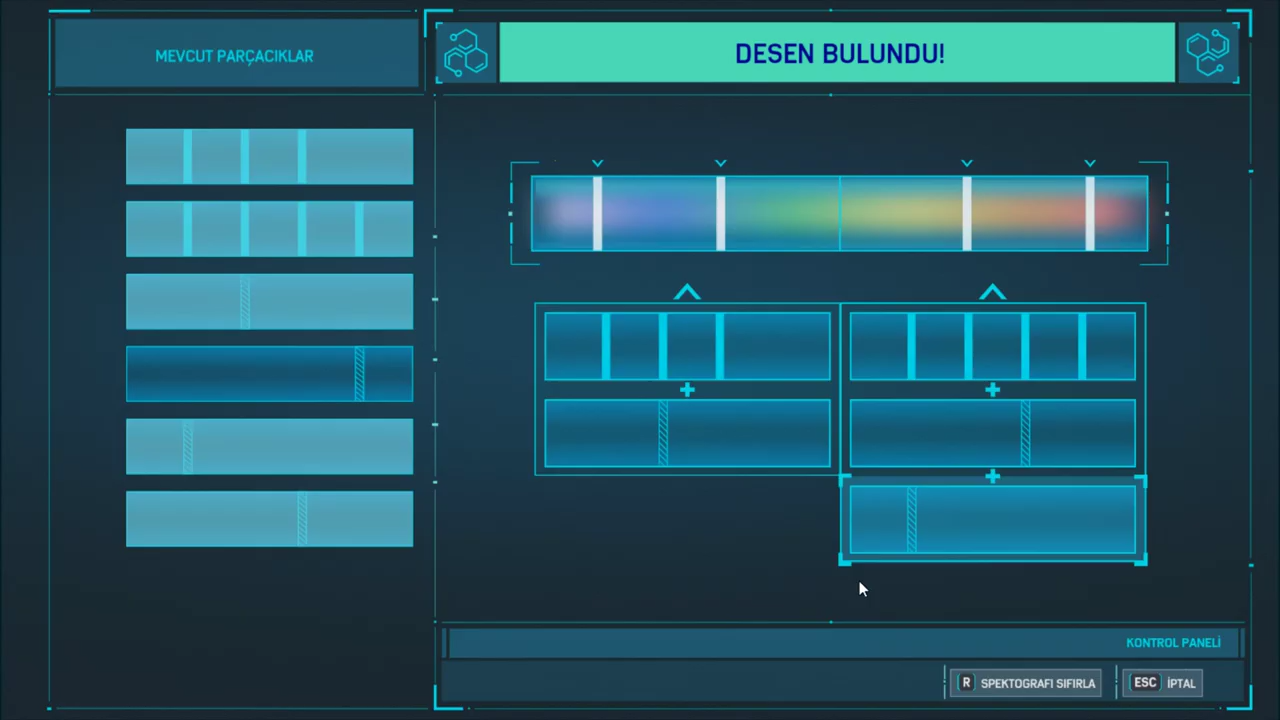 MEVCUT PARÇACIKLAR
DESEN BULUNDU!
KONTROL PANELİ
R SPEKTOGRAFI SIFIRLA
ESC İPTAL